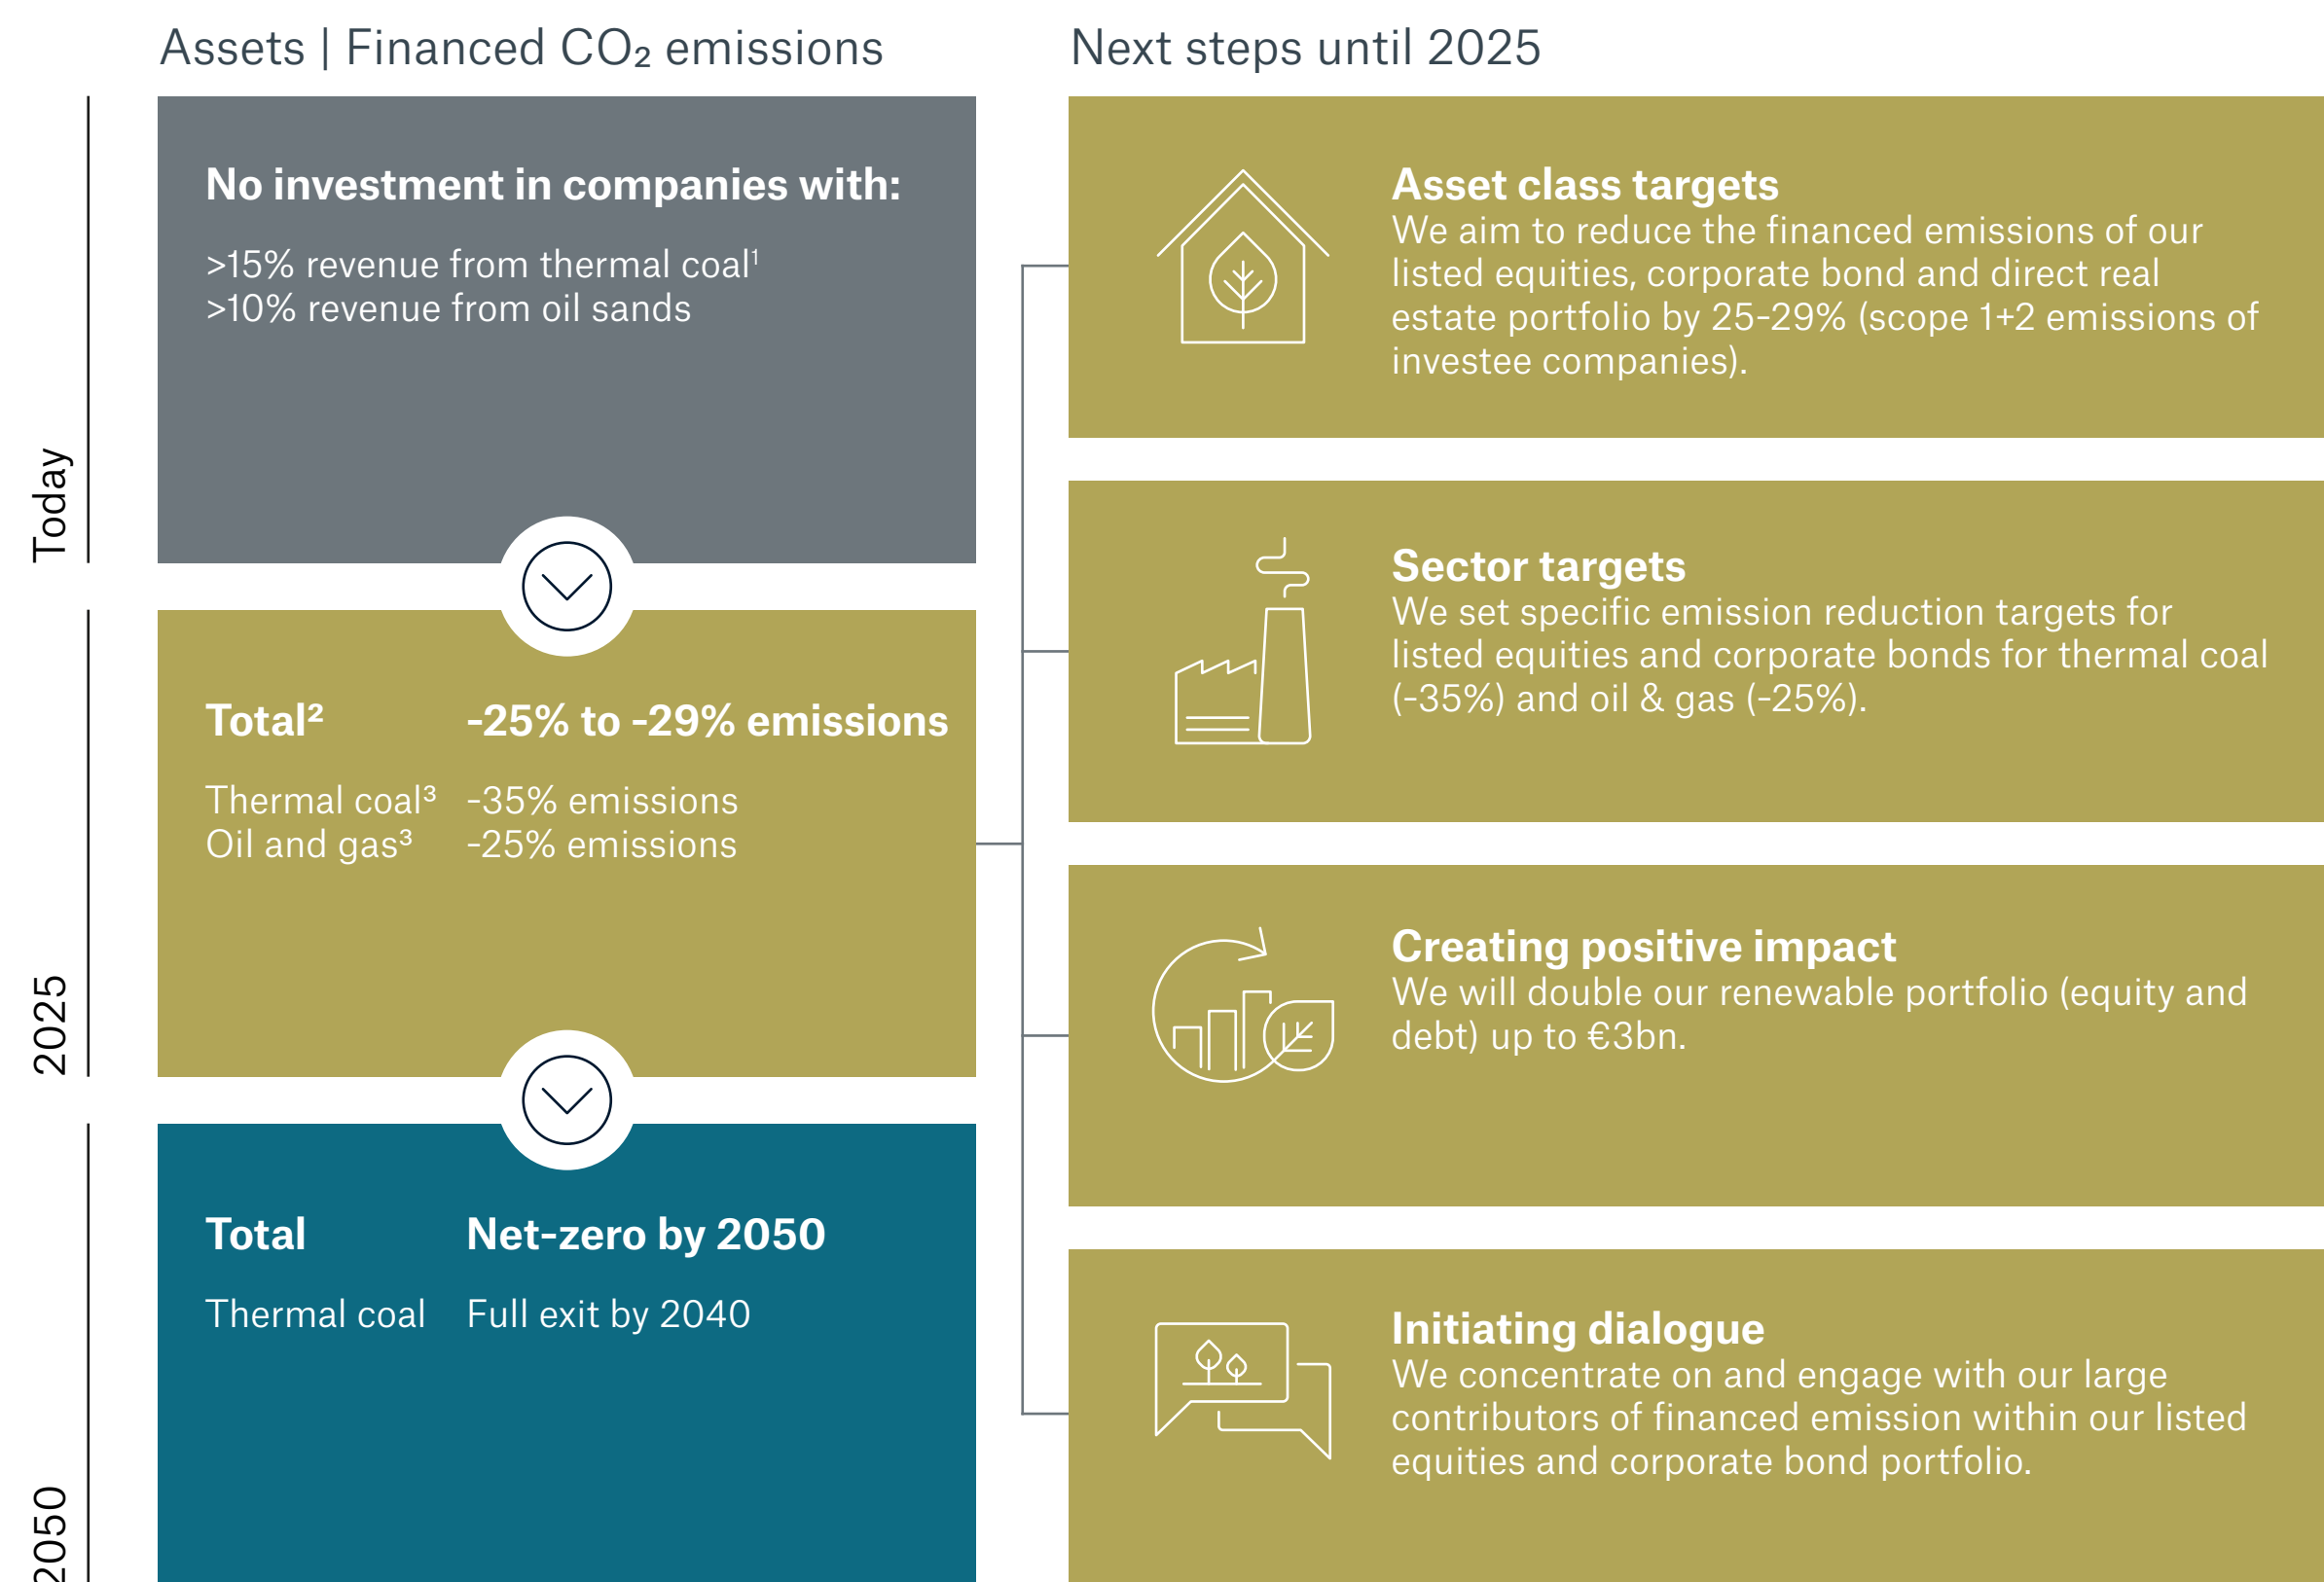 Assets | Financed CO₂ emissions
Today
No investment in companies with:
>15% revenue from thermal coal¹
>10% revenue from oil sands
2025
Total² -25% to -29% emissions
Thermal coal³ -35% emissions
Oil and gas³ -25% emissions
2050
Total Net-zero by 2050
Thermal coal Full exit by 2040
Next steps until 2025
Asset class targets
We aim to reduce the financed emissions of our
listed equities, corporate bond and direct real
estate portfolio by 25-29% (scope 1+2 emissions of
investee companies).
Sector targets
We set specific emission reduction targets for
listed equities and corporate bonds for thermal coal
(-35%) and oil & gas (-25%).
Creating positive impact
We will double our renewable portfolio (equity and
debt) up to €3bn.
Initiating dialogue
We concentrate on and engage with our large
contributors of financed emission within our listed
equities and corporate bond portfolio.